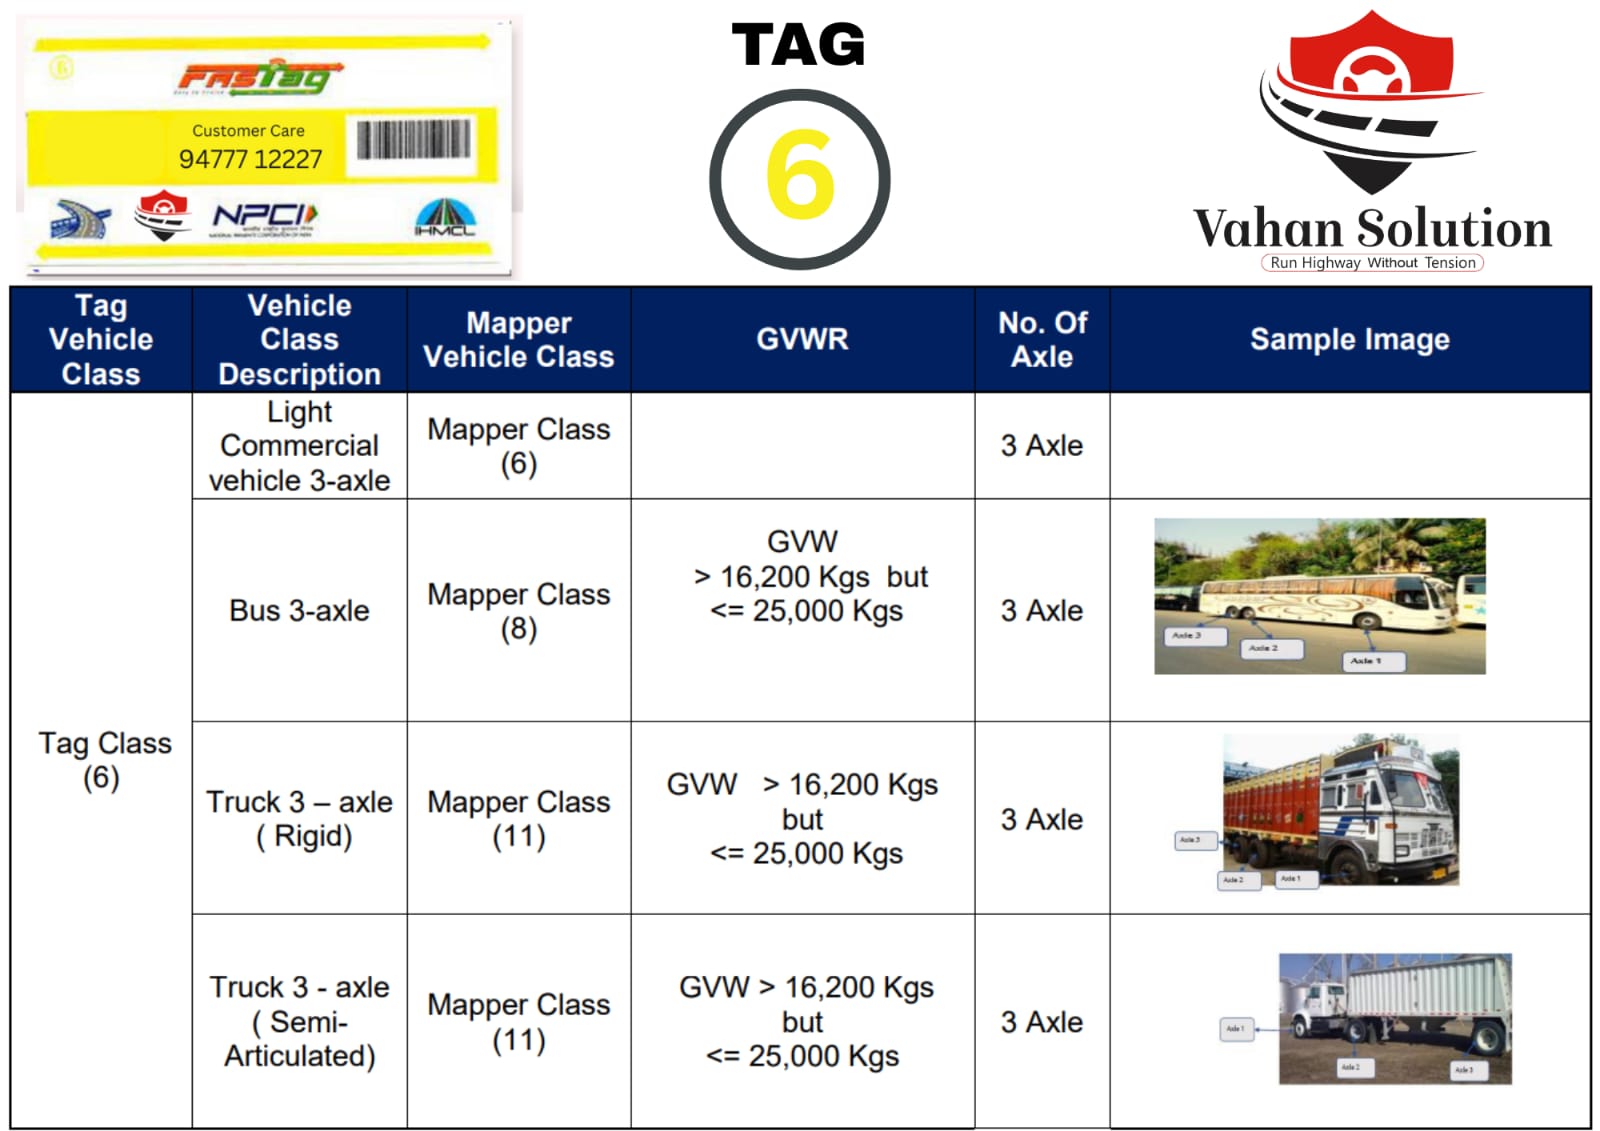 6
FASTag
Customer Care
94777 12227
NPCI
NATIONAL PAYMENTS CORPORATION OF INDIA
IHMCL
TAG
6
Vahan Solution
Run Highway Without Tension
Tag Vehicle Class
Vehicle Class Description
Mapper Vehicle Class
GVWR
No. Of Axle
Sample Image
Tag Class
(6)
Light
Commercial
vehicle 3-axle
Mapper Class
(6)
3 Axle
Bus 3-axle
Mapper Class
(8)
GVW
> 16,200 Kgs but
<= 25,000 Kgs
3 Axle
Axle 3
Axle 2
Axle 1
Truck 3 – axle
( Rigid)
Mapper Class
(11)
GVW > 16,200 Kgs
but
<= 25,000 Kgs
3 Axle
Axle 3
Axle 2
Axle 1
Truck 3 - axle
( Semi-
Articulated)
Mapper Class
(11)
GVW > 16,200 Kgs
but
<= 25,000 Kgs
3 Axle
Axle 1
Axle 2
Axle 3